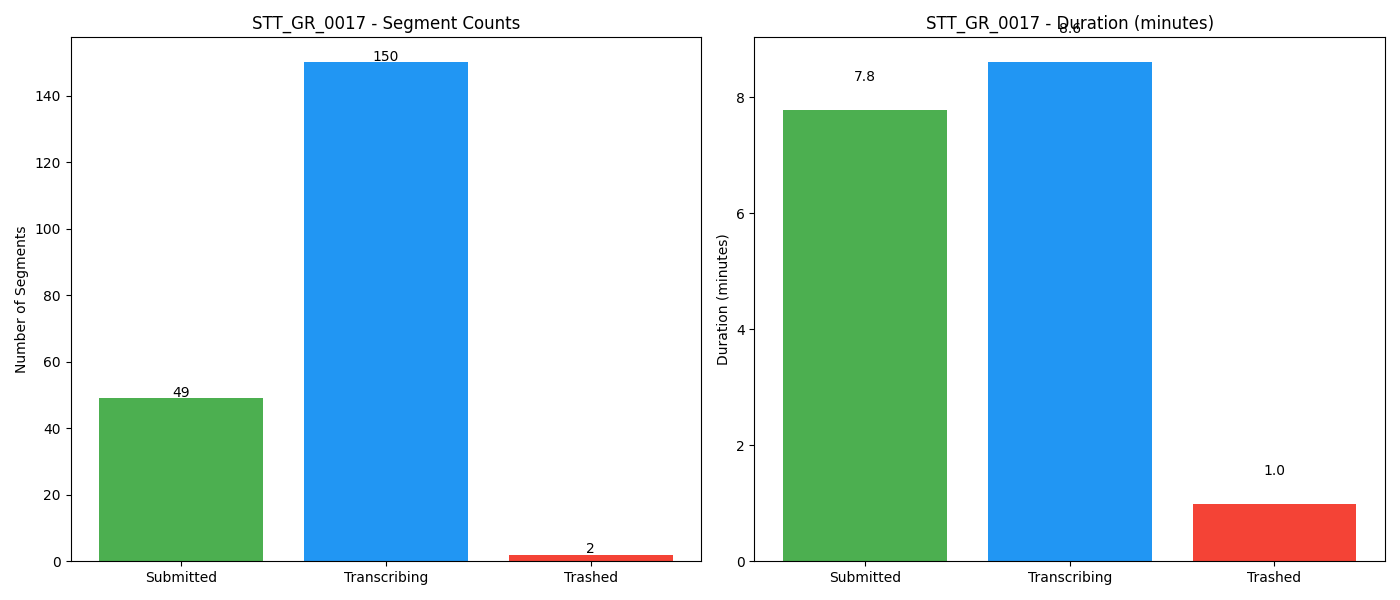 STT_GR_0017 - Segment Counts
Number of Segments
140
120
100
80
60
40
20
0
150
49
2
Submitted
Transcribing
Trashed
STT_GR_0017 - Duration (minutes)
8.6
Duration (minutes)
8
6
4
2
0
7.8
1.0
Submitted
Transcribing
Trashed